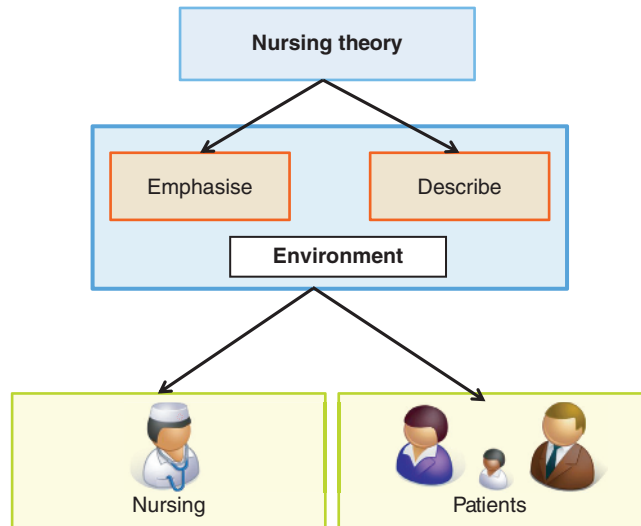 Nursing theory
Emphasise
Describe
Environment
Nursing
Patients